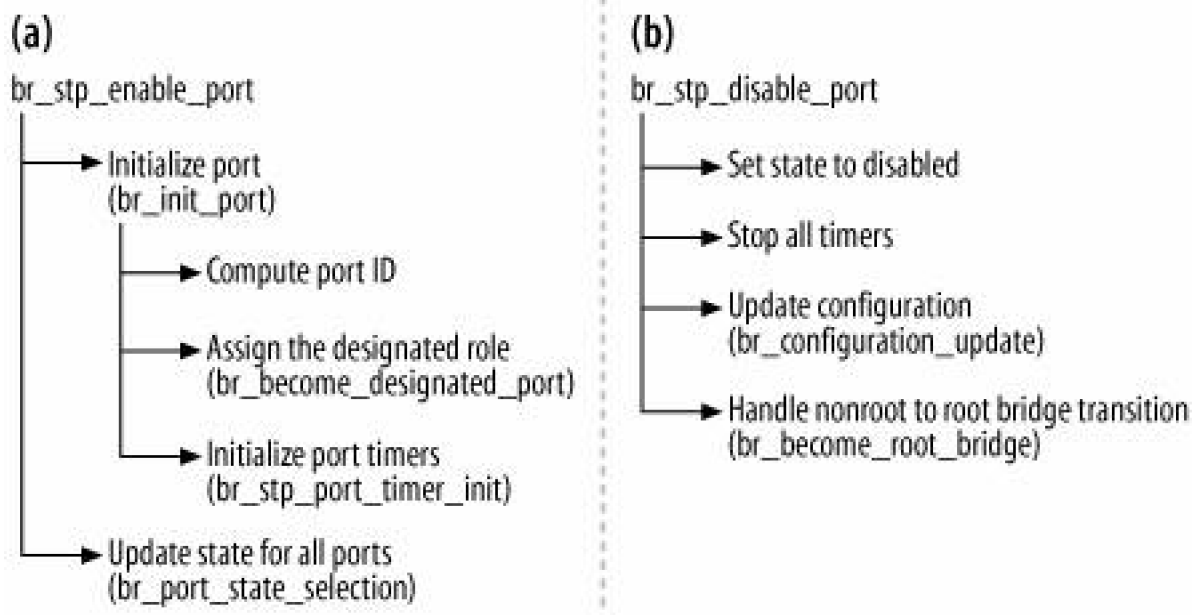 (a)
br_stp_enable_port
Initialize port
(br_init_port)
Compute port ID
Assign the designated role
(br_become_designated_port)
Initialize port timers
(br_stp_port_timer_init)
Update state for all ports
(br_port_state_selection)
(b)
br_stp_disable_port
Set state to disabled
Stop all timers
Update configuration
(br_configuration_update)
Handle nonroot to root bridge transition
(br_become_root_bridge)